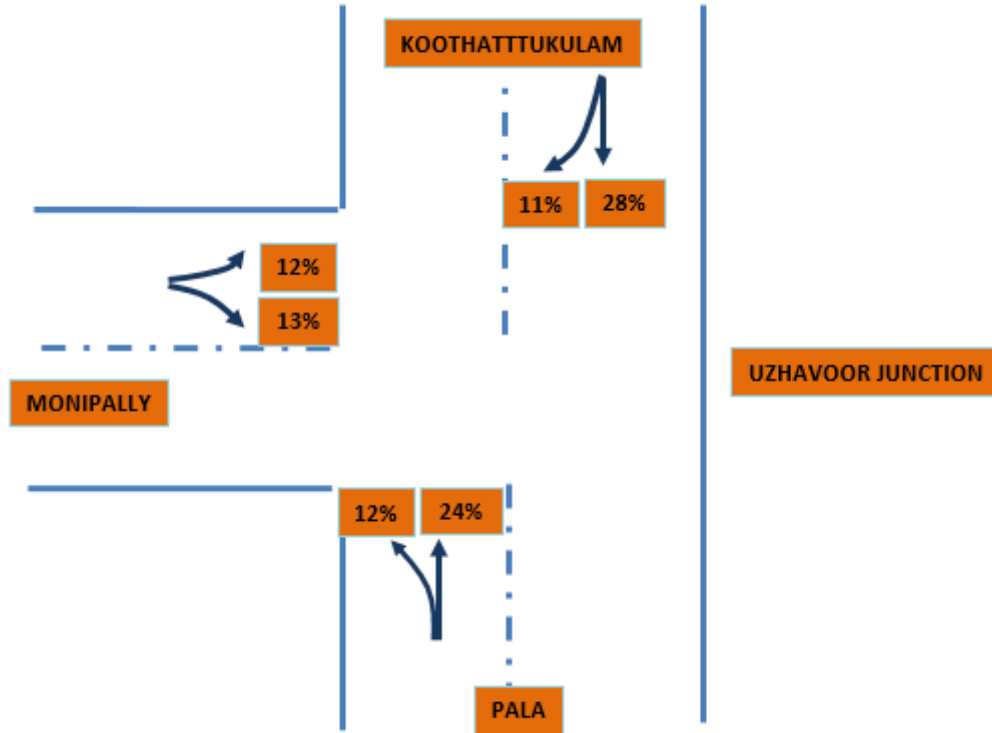 KOOTHATTTUKULAM
11% 28%
12%
13%
UZHAVOOR JUNCTION
MONIPALLY
12% 24%
PALA